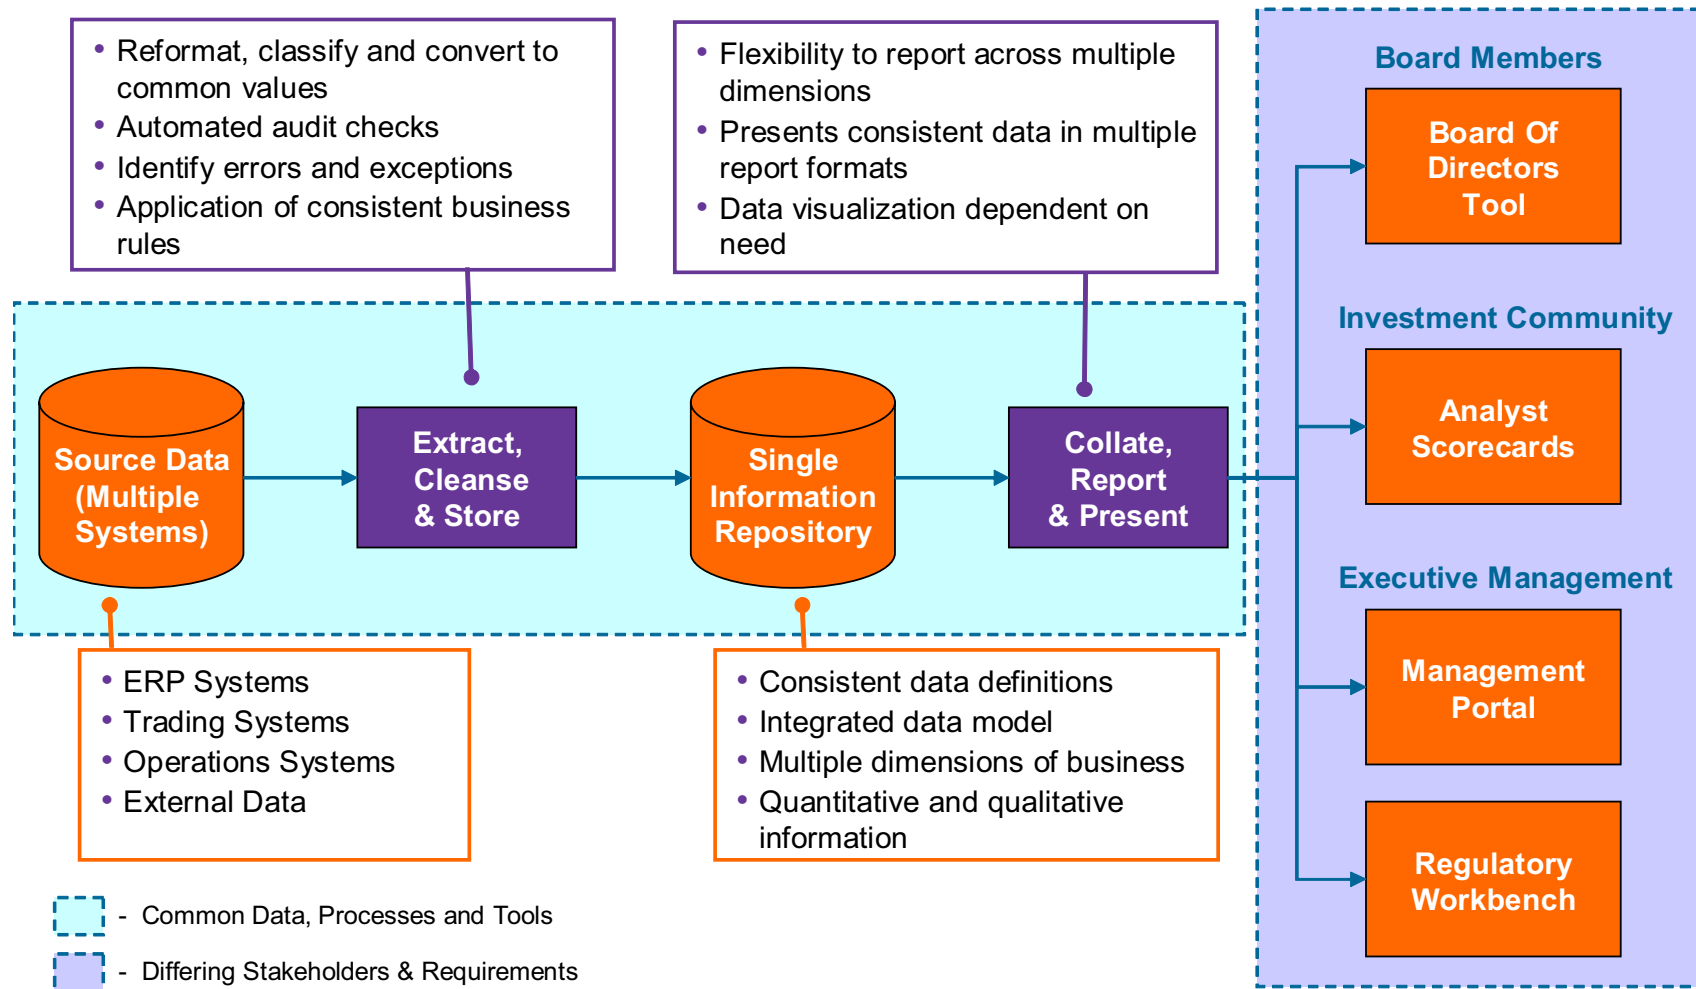 • Reformat, classify and convert to
common values
• Automated audit checks
• Identify errors and exceptions
• Application of consistent business
rules
• Flexibility to report across multiple
dimensions
• Presents consistent data in multiple
report formats
• Data visualization dependent on
need
Board Members
Board Of
Directors
Tool
Investment Community
Analyst
Scorecards
Executive Management
Management
Portal
Regulatory
Workbench
Source Data
(Multiple
Systems)
Extract,
Cleanse
& Store
Single
Information
Repository
Collate,
Report
& Present
• ERP Systems
• Trading Systems
• Operations Systems
• External Data
• Consistent data definitions
• Integrated data model
• Multiple dimensions of business
• Quantitative and qualitative
information
- Common Data, Processes and Tools
- Differing Stakeholders & Requirements